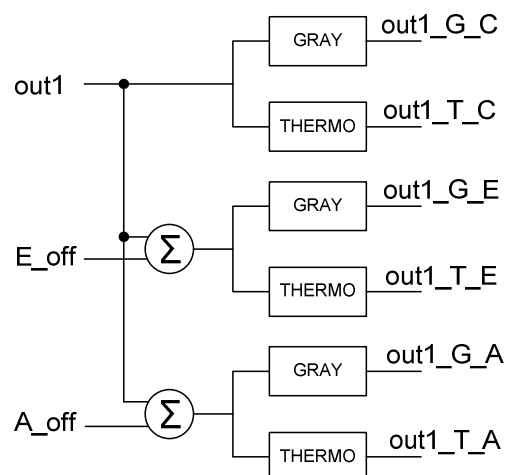 GRAY
out1_G_C
out1
THERMO
out1_T_C
GRAY
out1_G_E
Σ
E_off
THERMO
out1_T_E
GRAY
out1_G_A
Σ
A_off
THERMO
out1_T_A